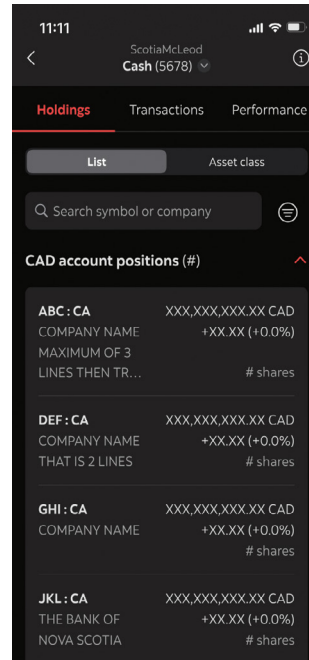 11:11
ScotiaMcLeod
Cash (5678)
Holdings Transactions Performance
List Asset class
Search symbol or company
CAD account positions (#)
ABC : CA XXX,XXX,XXX.XX CAD
COMPANY NAME +XX.XX (+0.0%)
MAXIMUM OF 3
LINES THEN TR... # shares
DEF : CA XXX,XXX,XXX.XX CAD
COMPANY NAME +XX.XX (+0.0%)
THAT IS 2 LINES # shares
GHI : CA XXX,XXX,XXX.XX CAD
COMPANY NAME +XX.XX (+0.0%)
# shares
JKL : CA XXX,XXX,XXX.XX CAD
THE BANK OF +XX.XX (+0.0%)
NOVA SCOTIA # shares